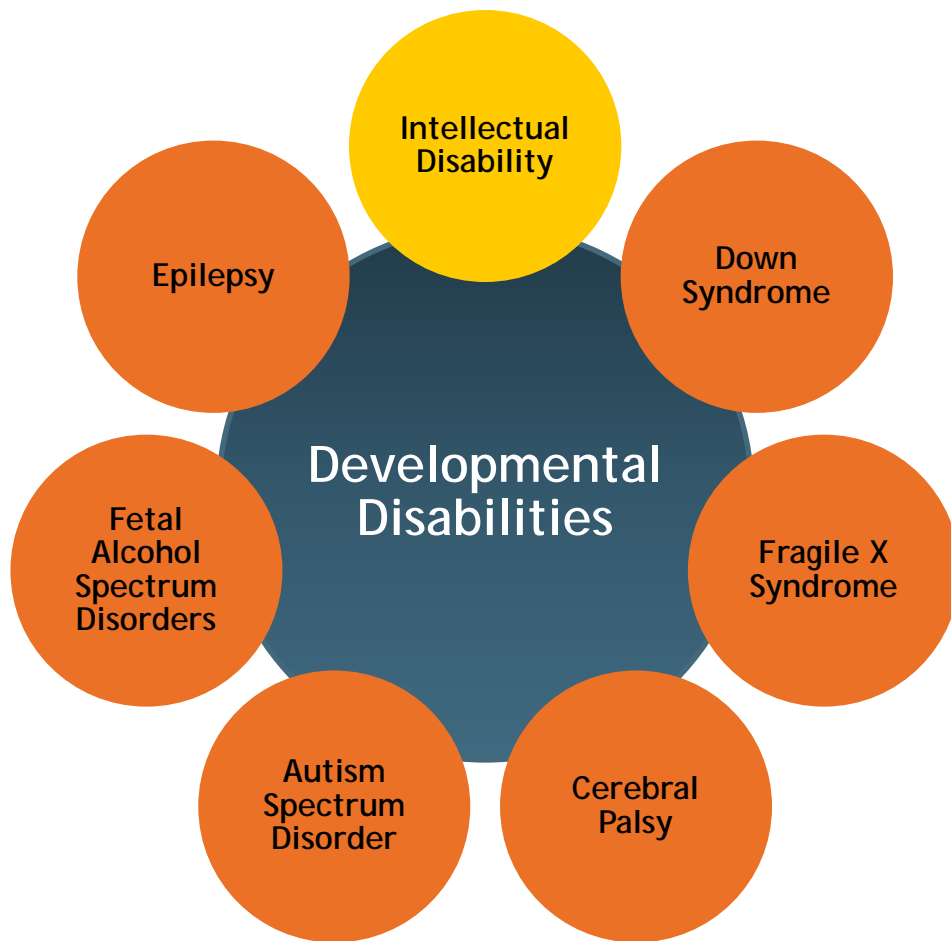 Intellectual
Disability
Down
Syndrome
Fragile X
Syndrome
Cerebral
Palsy
Autism
Spectrum
Disorder
Fetal
Alcohol
Spectrum
Disorders
Epilepsy
Developmental
Disabilities